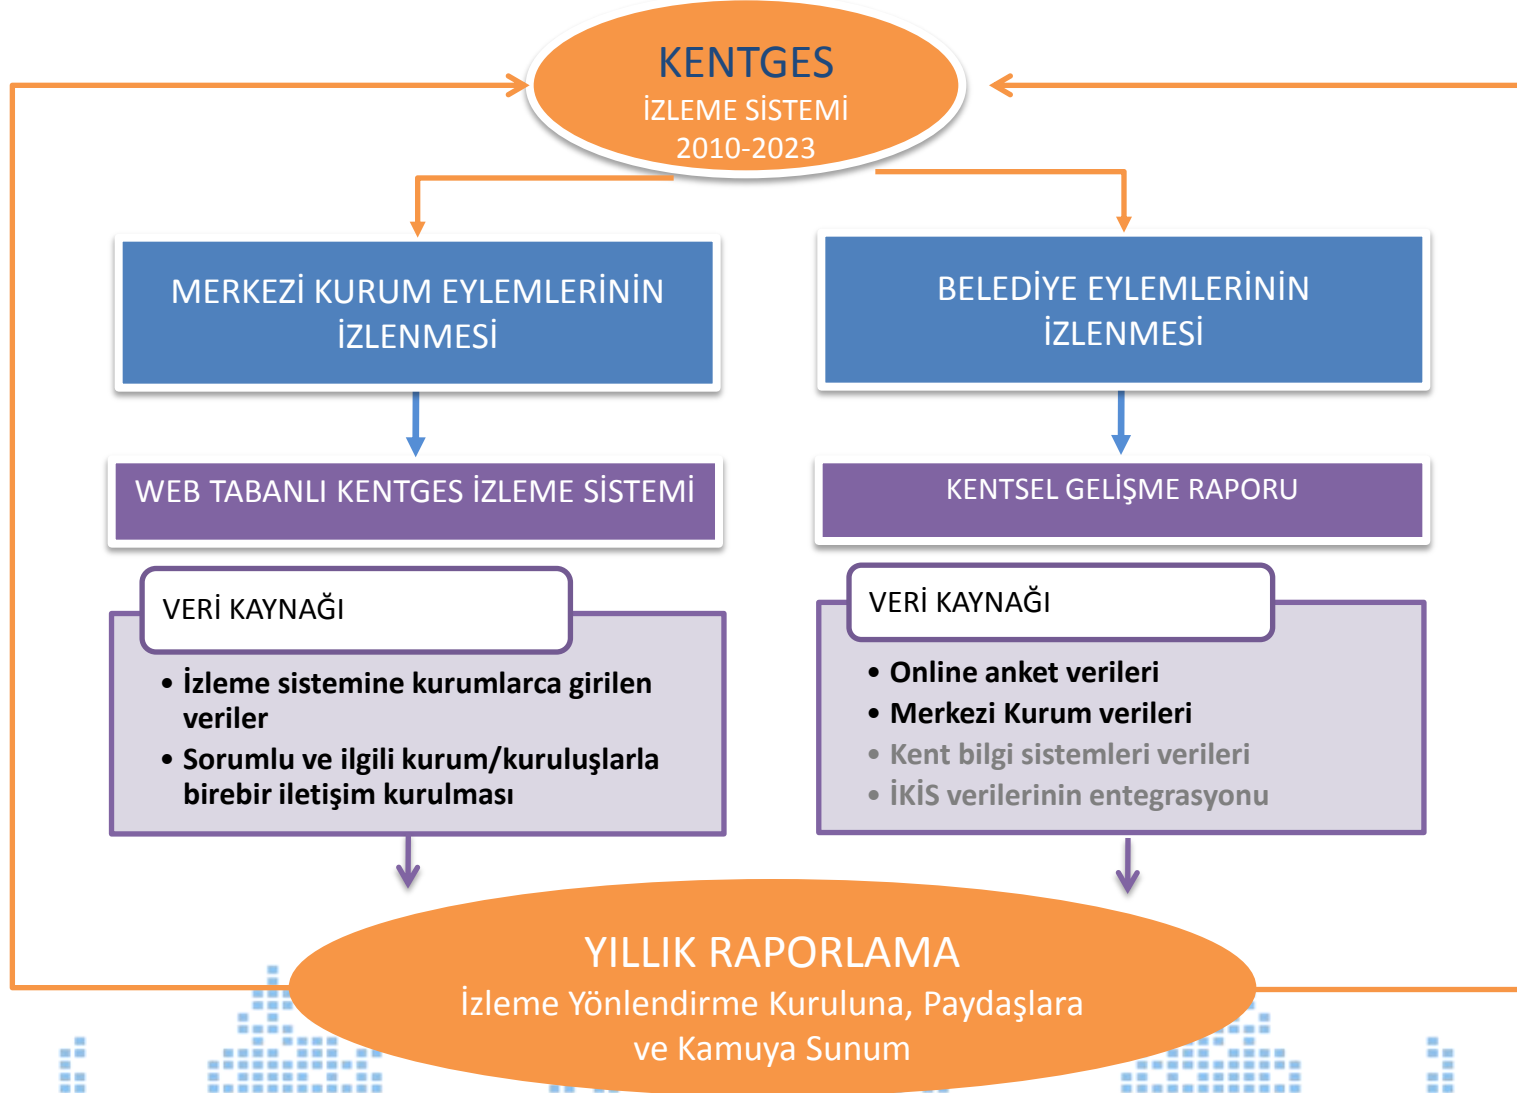 KENTGES
İZLEME SİSTEMİ
2010-2023
MERKEZİ KURUM EYLEMLERİNİN
İZLENMESİ
BELEDİYE EYLEMLERİNİN
İZLENMESİ
WEB TABANLI KENTGES İZLEME SİSTEMİ
KENTSEL GELİŞME RAPORU
VERİ KAYNAĞI
• İzleme sistemine kurumlarca girilen
veriler
• Sorumlu ve ilgili kurum/kuruluşlarla
birebir iletişim kurulması
VERİ KAYNAĞI
• Online anket verileri
• Merkezi Kurum verileri
• Kent bilgi sistemleri verileri
• İKİS verilerinin entegrasyonu
YILLIK RAPORLAMA
İzleme Yönlendirme Kuruluna, Paydaşlara
ve Kamuya Sunum